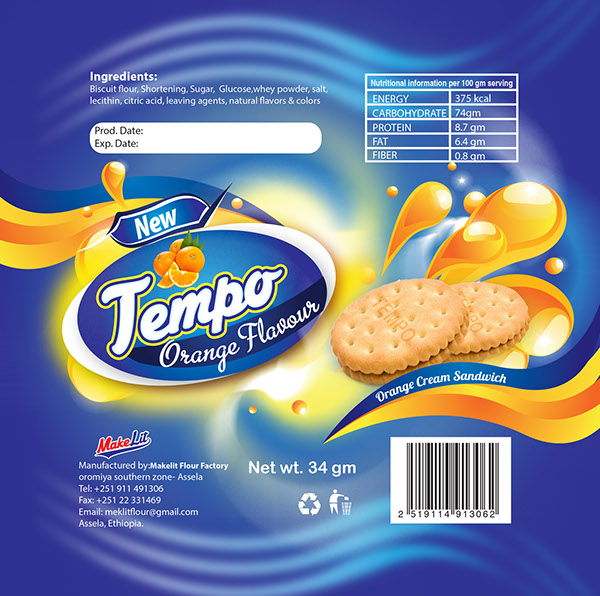 Ingredients:
Biscuit flour, Shortening, Sugar, Glucose,whey powder, salt,
lecithin, citric acid, leaving agents, natural flavors & colors
Prod. Date:
Exp. Date:
Nutritional information per 100 gm serving
ENERGY 375 kcal
CARBOHYDRATE 74gm
PROTEIN 8.7 gm
FAT 6.4 gm
FIBER 0.8 gm
New
Tempo
Orange Flavour
TEMPO
TEMPO
Orange Cream Sandwich
MakeLit
Manufactured by:Makelit Flour Factory
oromiya southern zone- Assela
Tel: +251 911 491306
Fax: +251 22 331469
Email: meklitflour@gmail.com
Assela, Ethiopia.
Net wt. 34 gm
2 519114 913062